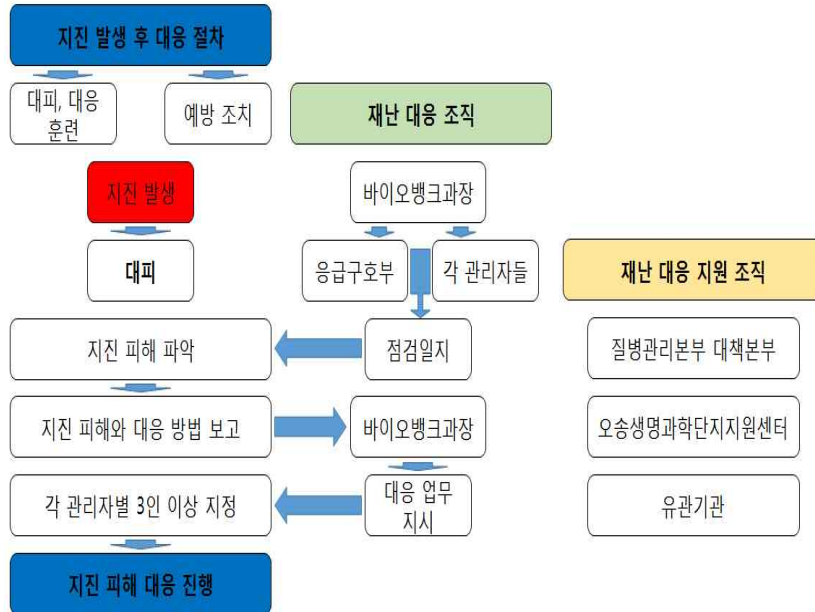 지진 발생 후 대응 절차
대피, 대응
훈련
예방 조치
재난 대응 조직
지진 발생
바이오뱅크과장
대피
응급구호부
각 관리자들
재난 대응 지원 조직
지진 피해 파악
점검일지
질병관리본부 대책본부
지진 피해와 대응 방법 보고
바이오뱅크과장
오송생명과학단지지원센터
각 관리자별 3인 이상 지정
대응 업무
지시
유관기관
지진 피해 대응 진행